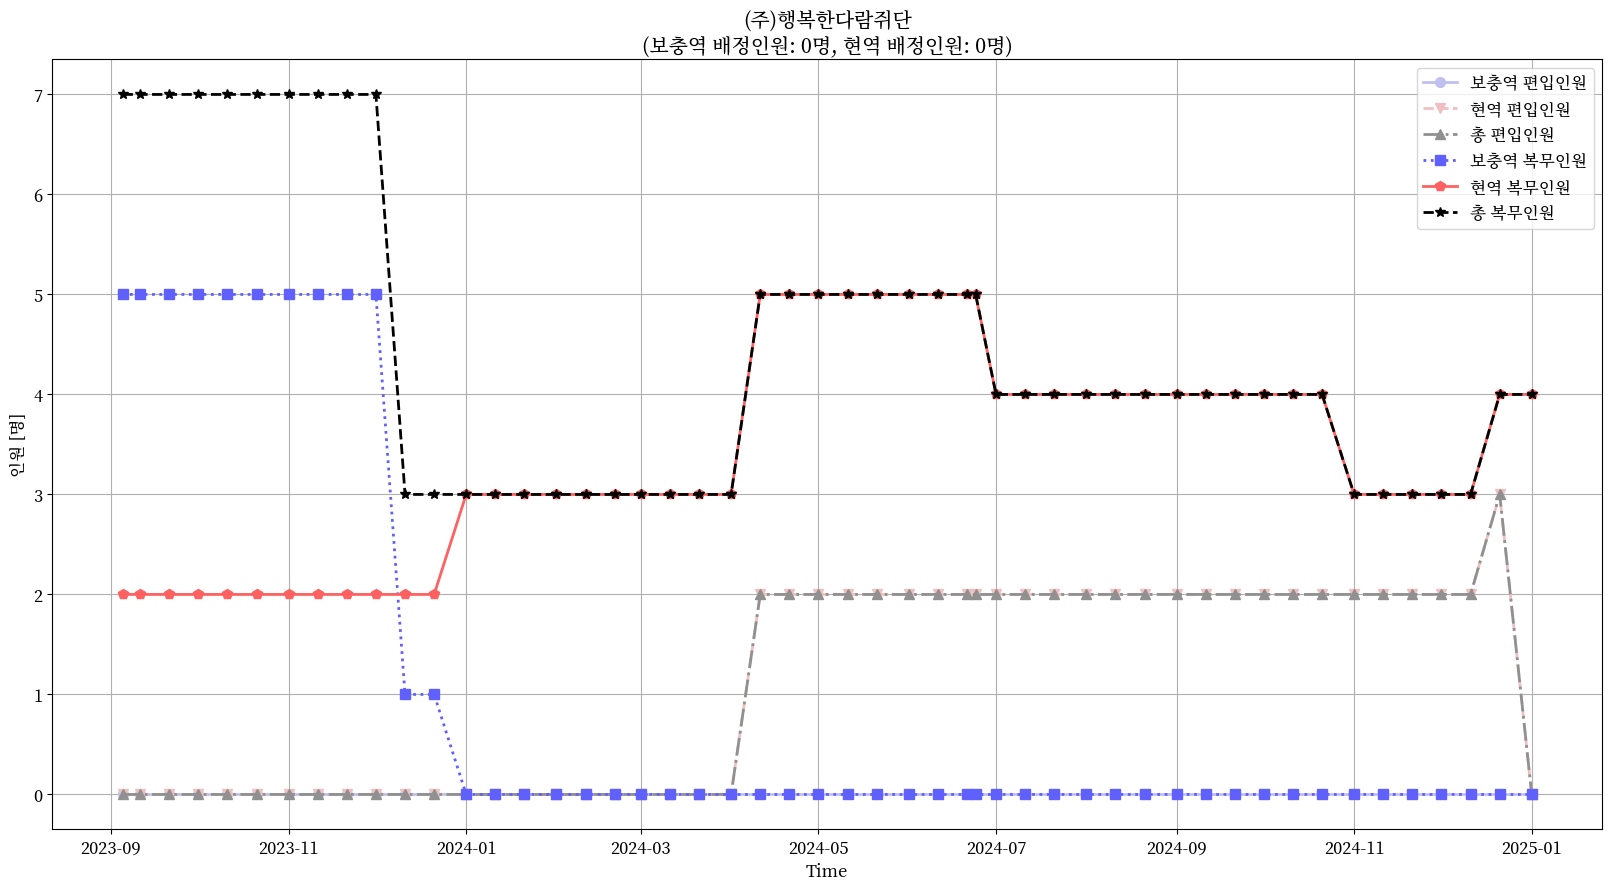 (주)행복한다람쥐단
(보충역 배정인원: 0명, 현역 배정인원: 0명)
보충역 편입인원
현역 편입인원
총 편입인원
보충역 복무인원
현역 복무인원
총 복무인원
인원 [명]
7
6
5
4
3
2
1
0
2023-09
2023-11
2024-01
2024-03
2024-05
2024-07
2024-09
2024-11
2025-01
Time